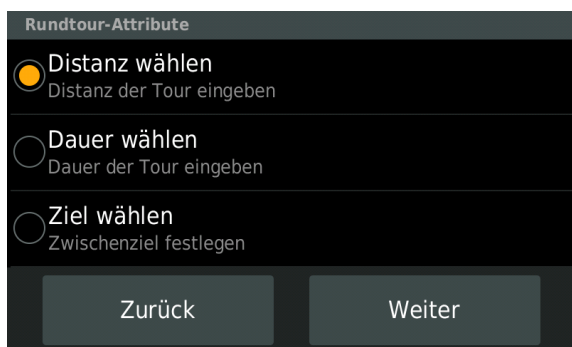 Rundtour-Attribute
Distanz wählen
Distanz der Tour eingeben
Dauer wählen
Dauer der Tour eingeben
Ziel wählen
Zwischenziel festlegen
Zurück
Weiter